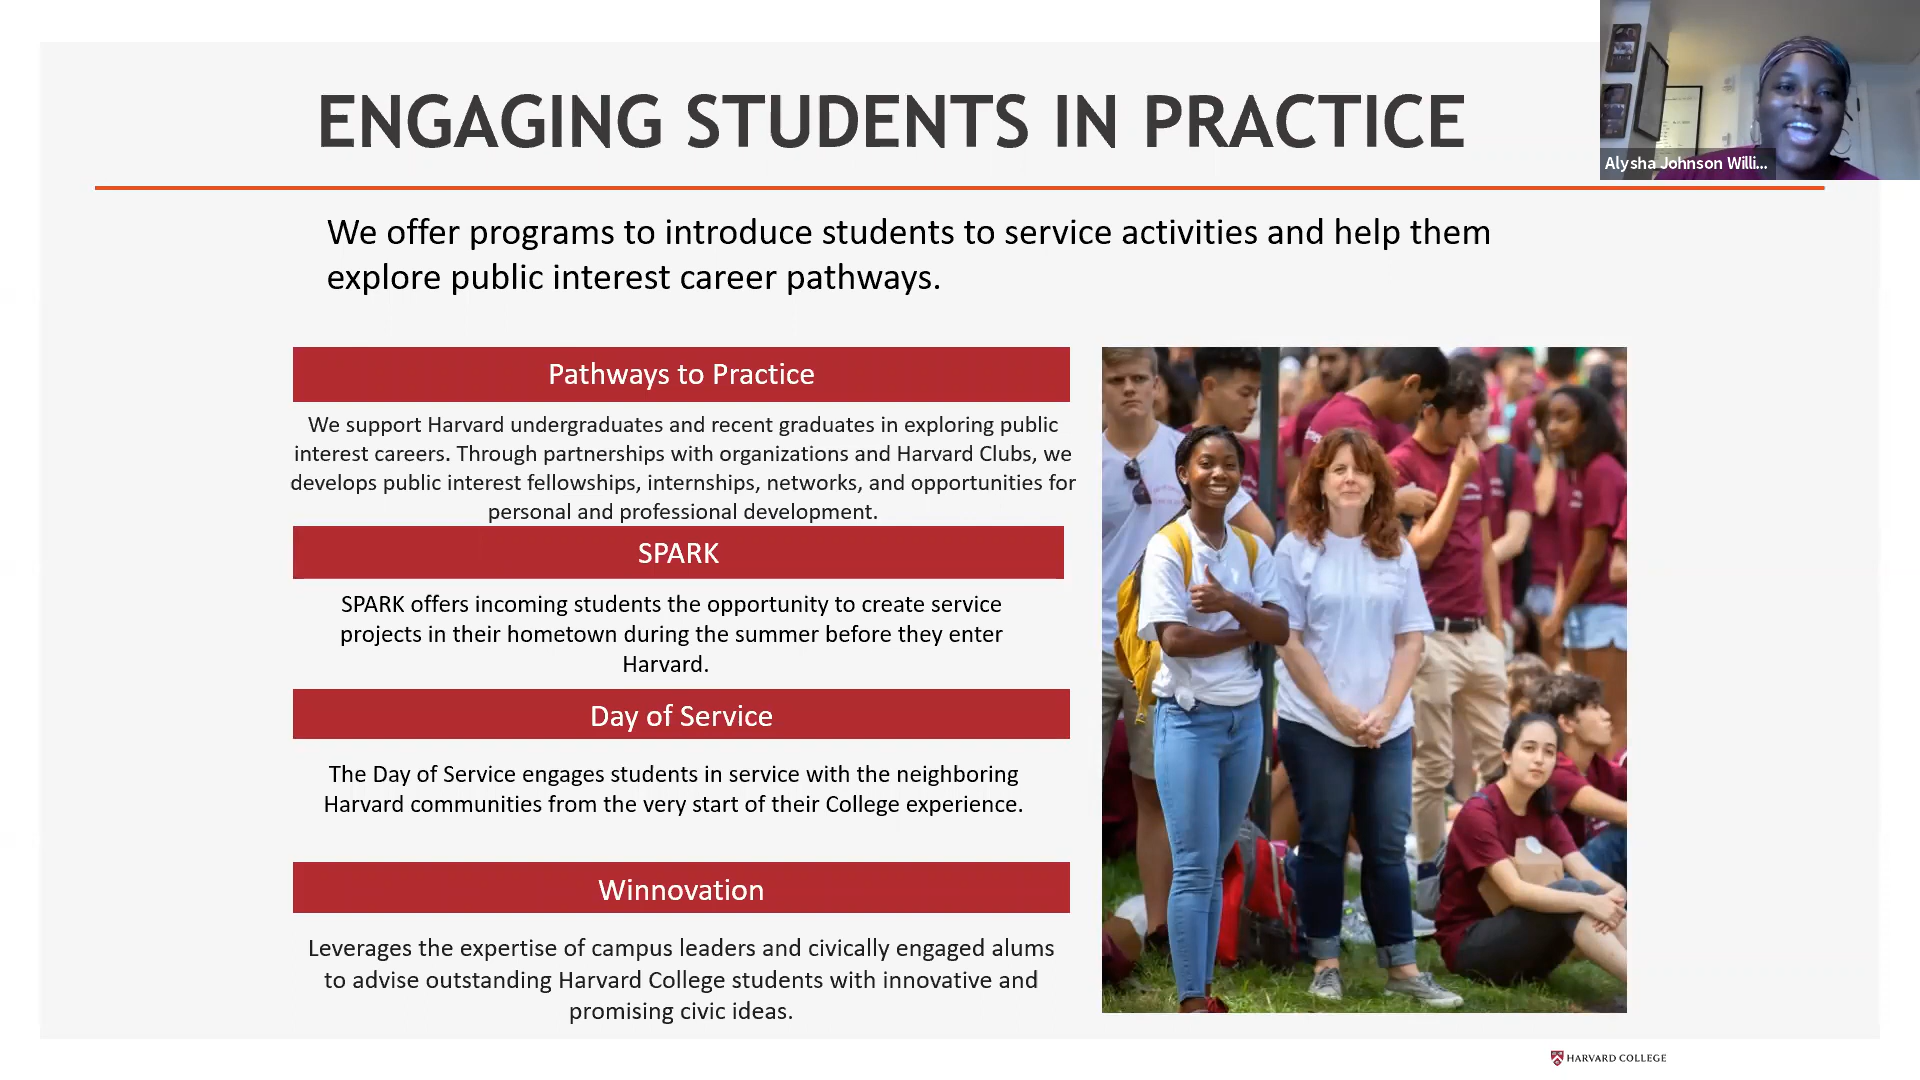 ENGAGING STUDENTS IN PRACTICE
Alysha Johnson Willi...
We offer programs to introduce students to service activities and help them
explore public interest career pathways.
Pathways to Practice
We support Harvard undergraduates and recent graduates in exploring public
interest careers. Through partnerships with organizations and Harvard Clubs, we
develops public interest fellowships, internships, networks, and opportunities for
personal and professional development.
SPARK
SPARK offers incoming students the opportunity to create service
projects in their hometown during the summer before they enter
Harvard.
Day of Service
The Day of Service engages students in service with the neighboring
Harvard communities from the very start of their College experience.
Winnovation
Leverages the expertise of campus leaders and civically engaged alums
to advise outstanding Harvard College students with innovative and
promising civic ideas.
HARVARD COLLEGE